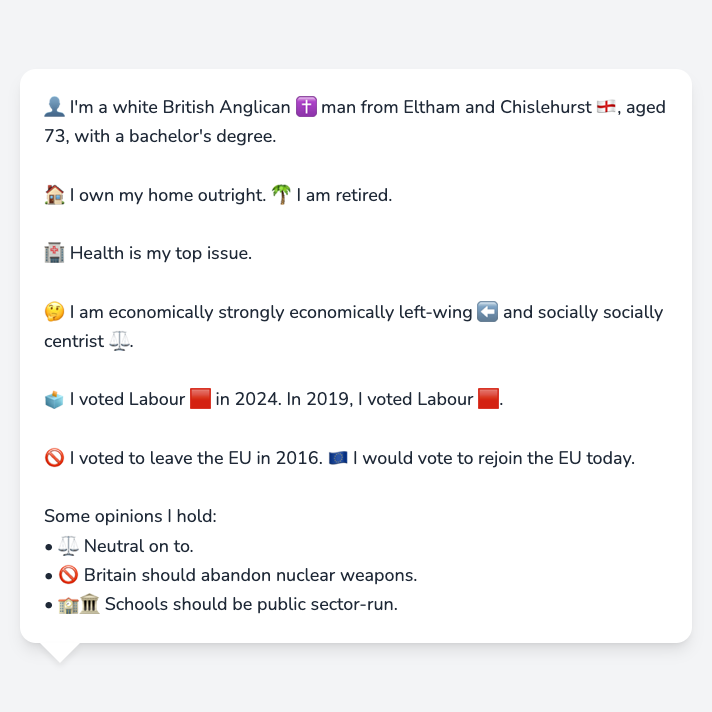 👤 I'm a white British Anglican ✝️ man from Eltham and Chislehurst 🏴󠁧󠁢󠁥󠁮󠁧󠁿, aged
73, with a bachelor's degree.
🏠 I own my home outright. 🌴 I am retired.
🏥 Health is my top issue.
🤔 I am economically strongly economically left-wing ⬅️ and socially socially
centrist ⚖️.
🗳️ I voted Labour 🟥 in 2024. In 2019, I voted Labour 🟥.
🚫 I voted to leave the EU in 2016. 🇪🇺 I would vote to rejoin the EU today.
Some opinions I hold:
• ⚖️ Neutral on to.
• 🚫 Britain should abandon nuclear weapons.
• 🏫🏛️ Schools should be public sector-run.